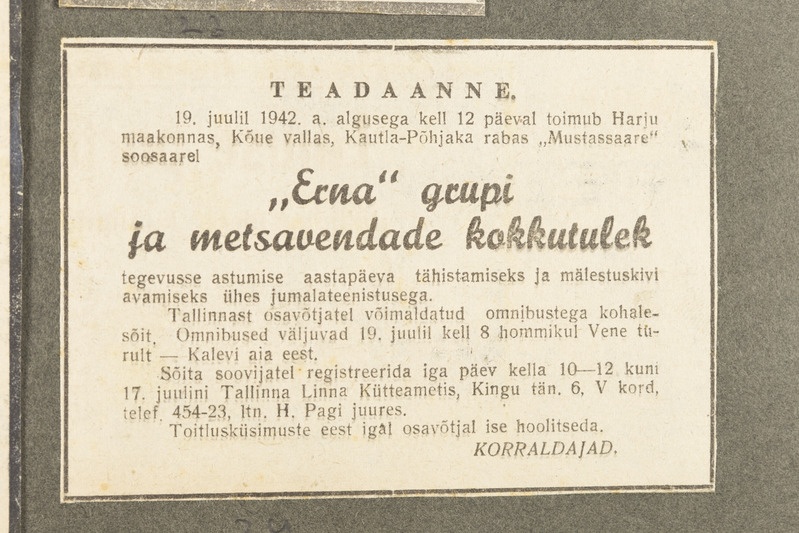 TEADAANNE.
19. juulil 1942. a. algusega kell 12 päeval toimub Harju
maakonnas, Kõue vallas, Kautla-Põhjaka rabas „Mustassaare“
soosaarel
„Erna“ grupi
ja metsavendade kokkutulek
tegevusse astumise aastapäeva tähistamiseks ja mälestuskivi
avamiseks ühes jumalateenistusega.
Tallinnast osavõtjatel võimaldatud omnibustega kohale-
sõit. Omnibused väljuvad 19. juulil kell 8 hommikul Vene tu-
rult — Kalevi aia eest.
Sõita soovijatel registreerida iga päev kella 10—12 kuni
17. juulini Tallinna Linna Kütteametis, Kingu tän. 6, V kord,
telef. 454-23, ltn. H. Pagi juures.
Toitlusküsimuste eest igal osavõtjal ise hoolitseda.
KORRALDAJAD.